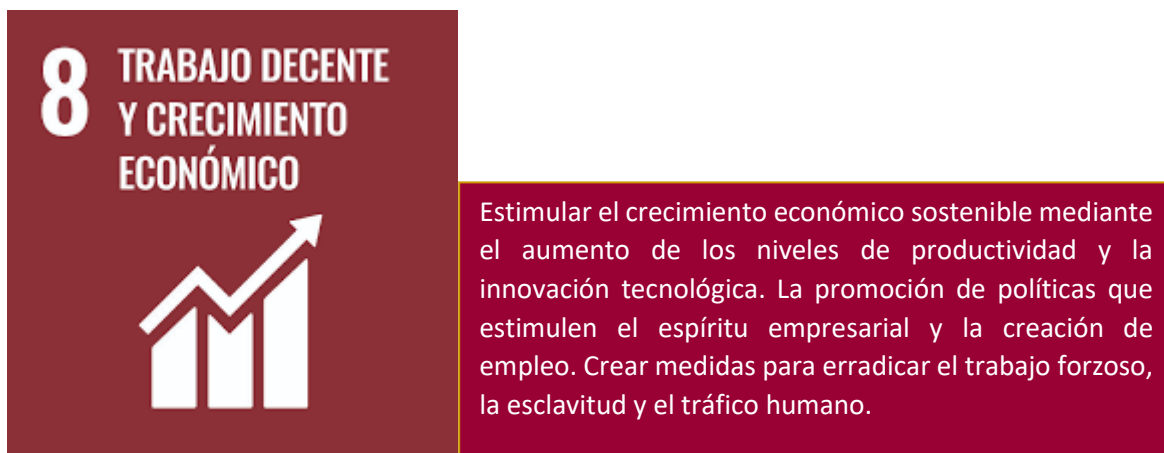 8
TRABAJO DECENTE
Y CRECIMIENTO
ECONÓMICO
Estimular el crecimiento económico sostenible mediante
el aumento de los niveles de productividad y la
innovación tecnológica. La promoción de políticas que
estimulen el espíritu empresarial y la creación de
empleo. Crear medidas para erradicar el trabajo forzoso,
la esclavitud y el tráfico humano.